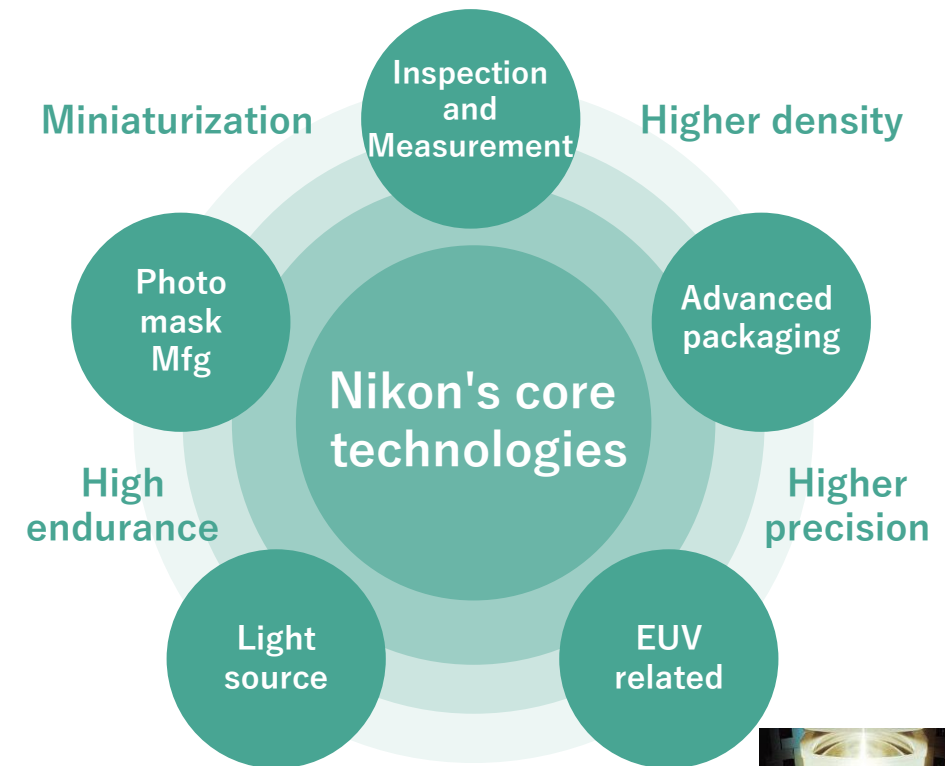 Inspection
and
Measurement
Miniaturization
Higher density
Photo
mask
Mfg
Advanced
packaging
Nikon's core
technologies
High
endurance
Higher
precision
Light
source
EUV
related